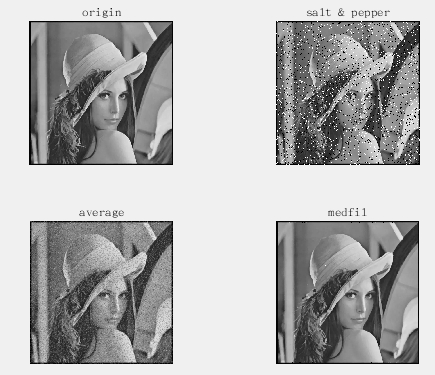 origin
salt & pepper
average
medfil